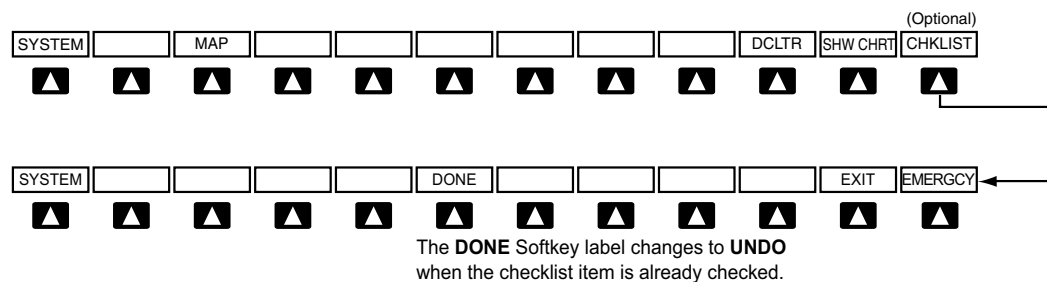 (Optional)
SYSTEM MAP DCLTR SHW CHRT CHKLIST
SYSTEM DONE EXIT EMERGCY
The DONE Softkey label changes to UNDO
when the checklist item is already checked.